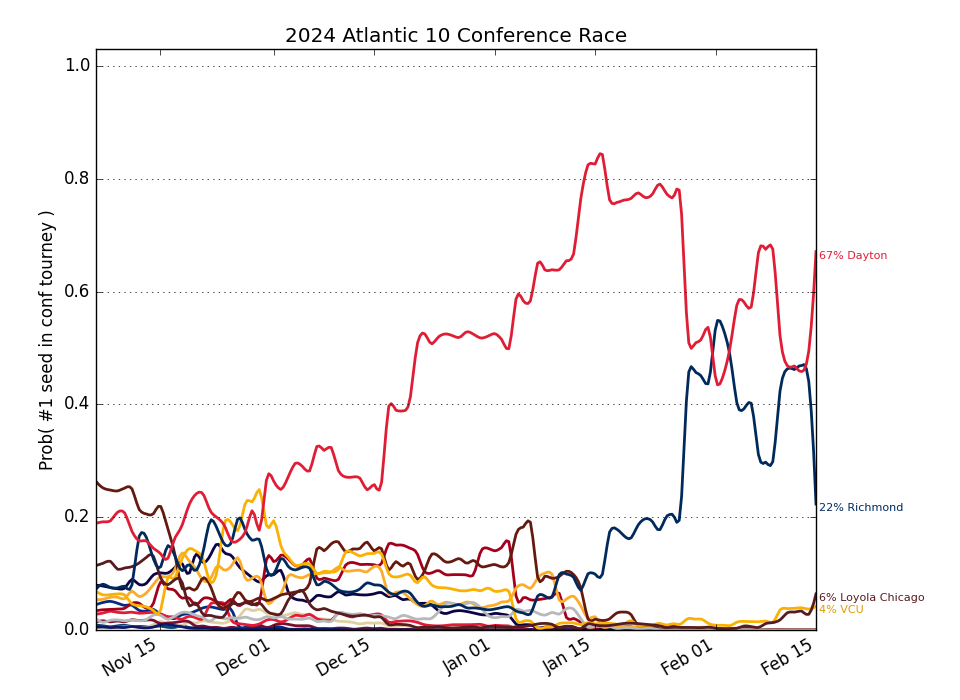 2024 Atlantic 10 Conference Race
1.0
0.8
0.6
0.4
0.2
0.0
Prob( #1 seed in conf tourney )
67% Dayton
22% Richmond
6% Loyola Chicago
4% VCU
Nov 15
Dec 01
Dec 15
Jan 01
Jan 15
Feb 01
Feb 15